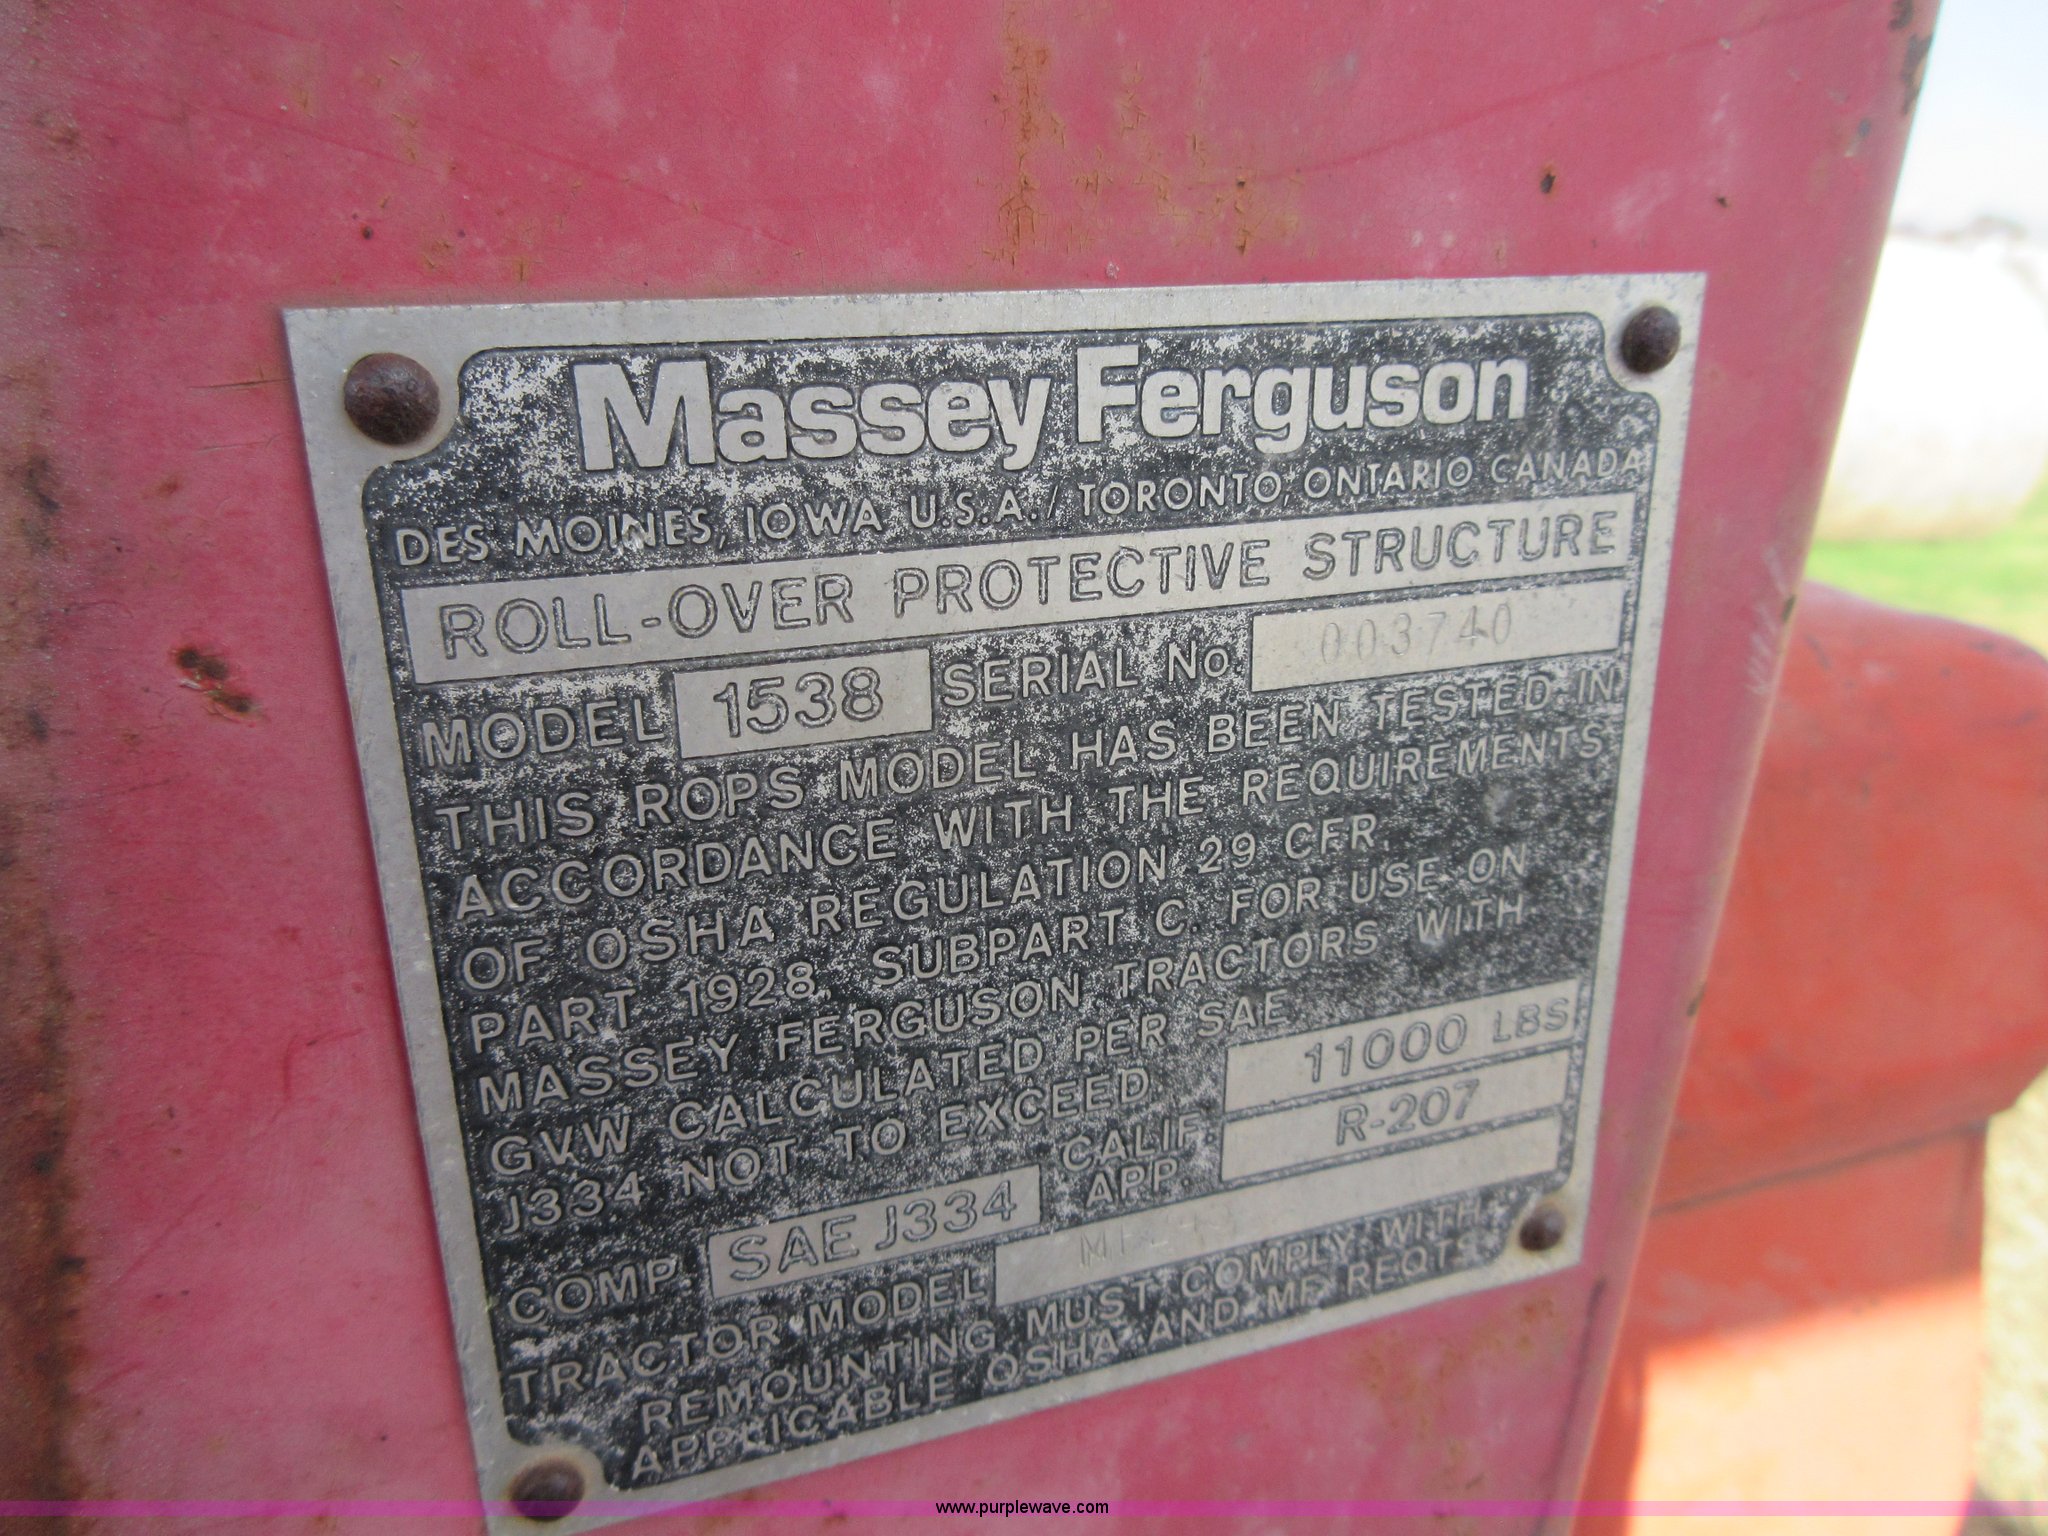 Massey Ferguson
DES MOINES, IOWA U.S.A. / TORONTO, ONTARIO CANADA
ROLL-OVER PROTECTIVE STRUCTURE
MODEL 1538 SERIAL No 003740
THIS ROPS MODEL HAS BEEN TESTED IN
ACCORDANCE WITH THE REQUIREMENTS
OF OSHA REGULATION 29 CFR
PART 1928, SUBPART C. FOR USE ON
MASSEY FERGUSON TRACTORS WITH
GVW CALCULATED PER SAE
J334 NOT TO EXCEED 11000 LBS
COMP. SAE J334 CALIF. APP. R-207
TRACTOR MODEL
REMOUNTING MUST COMPLY WITH
APPLICABLE OSHA AND MF REQTS.
www.purplewave.com